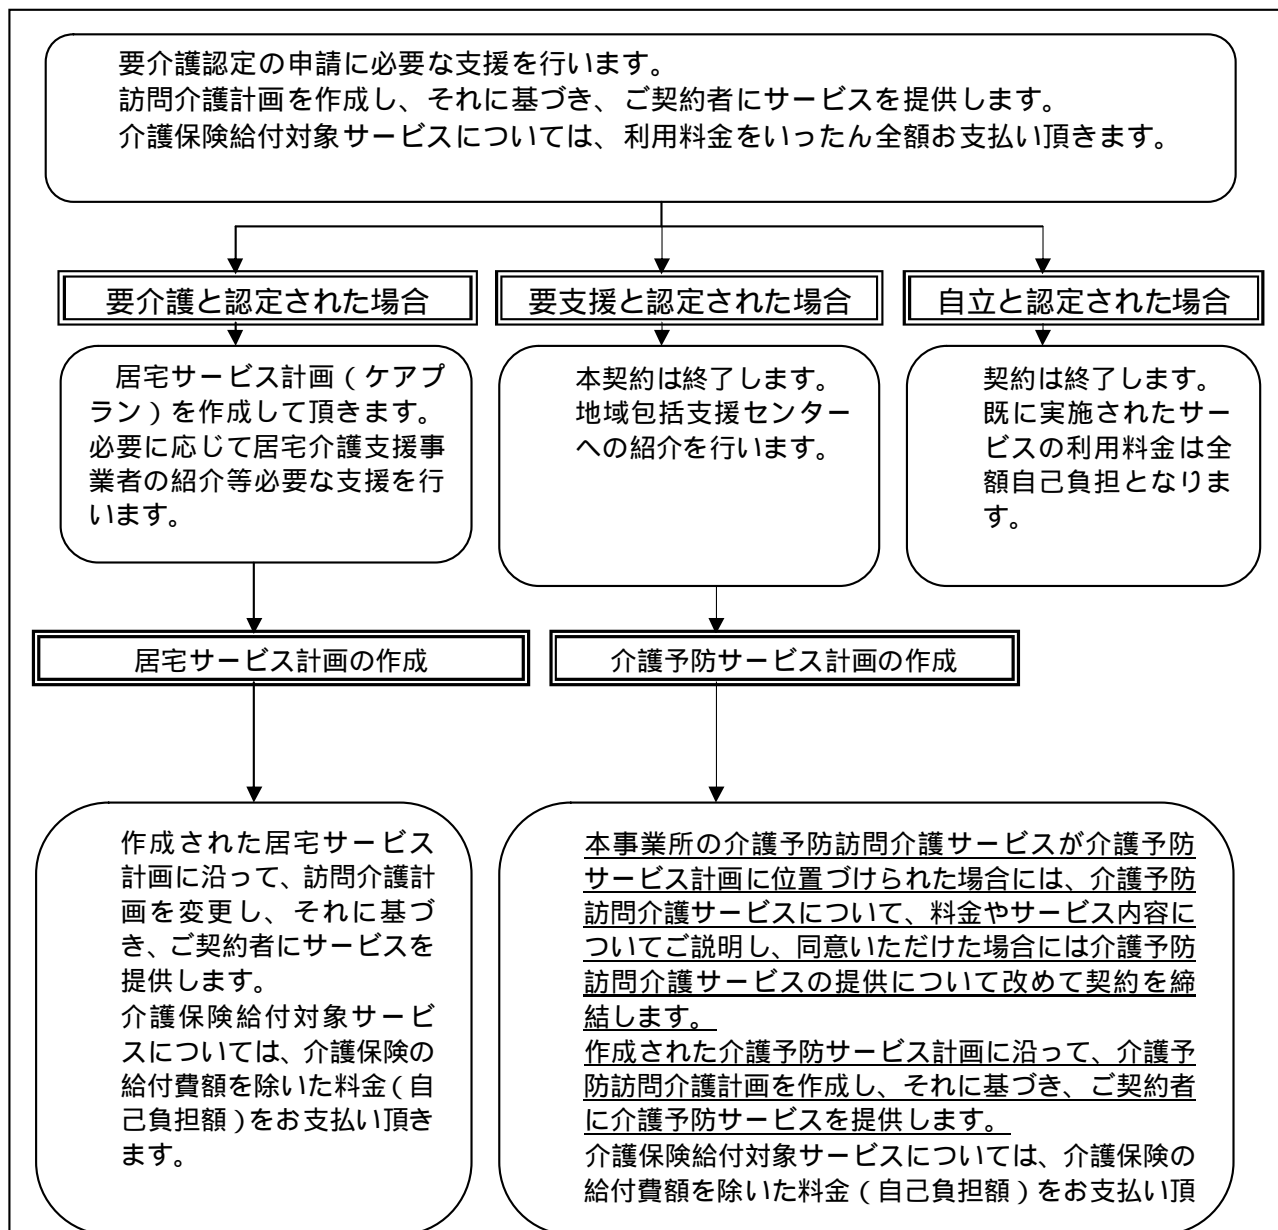 要介護認定の申請に必要な支援を行います。
訪問介護計画を作成し、それに基づき、ご契約者にサービスを提供します。
介護保険給付対象サービスについては、利用料金をいったん全額お支払い頂きます。
要介護と認定された場合
要支援と認定された場合
自立と認定された場合
居宅サービス計画（ケアプ
ラン）を作成して頂きます。
必要に応じて居宅介護支援事
業者の紹介等必要な支援を行
います。
本契約は終了します。
地域包括支援センター
への紹介を行います。
契約は終了します。
既に実施されたサー
ビスの利用料金は全
額自己負担となりま
す。
居宅サービス計画の作成
介護予防サービス計画の作成
作成された居宅サービス
計画に沿って、訪問介護計
画を変更し、それに基づ
き、ご契約者にサービスを
提供します。
介護保険給付対象サービ
スについては、介護保険の
給付費額を除いた料金（自
己負担額）をお支払い頂き
ます。
本事業所の介護予防訪問介護サービスが介護予防
サービス計画に位置づけられた場合には、介護予防
訪問介護サービスについて、料金やサービス内容に
ついてご説明し、同意いただけた場合には介護予防
訪問介護サービスの提供について改めて契約を締
結します。
作成された介護予防サービス計画に沿って、介護予
防訪問介護計画を作成し、それに基づき、ご契約者
に介護予防サービスを提供します。
介護保険給付対象サービスについては、介護保険の
給付費額を除いた料金（自己負担額）をお支払い頂